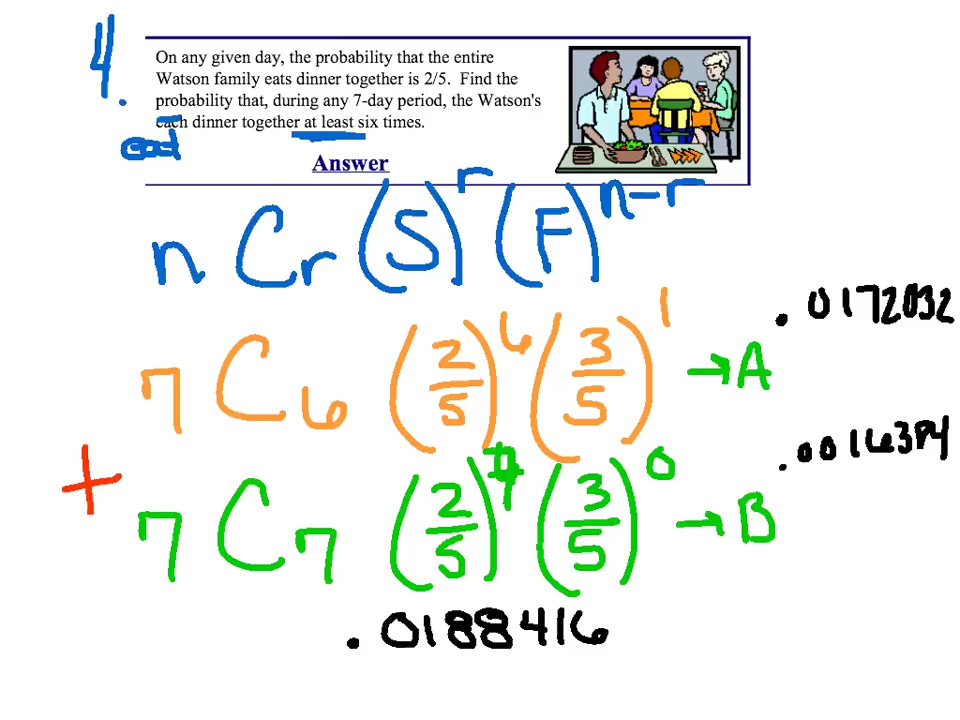 4.
On any given day, the probability that the entire
Watson family eats dinner together is 2/5. Find the
probability that, during any 7-day period, the Watson's
each dinner together at least six times.
eat
Answer
nCr(S)^r (F)^n-r
7C6 (2/5)^6 (3/5)^1 → A .0172032
+
7C7 (2/5)^7 (3/5)^0 → B .0016384
.0188416